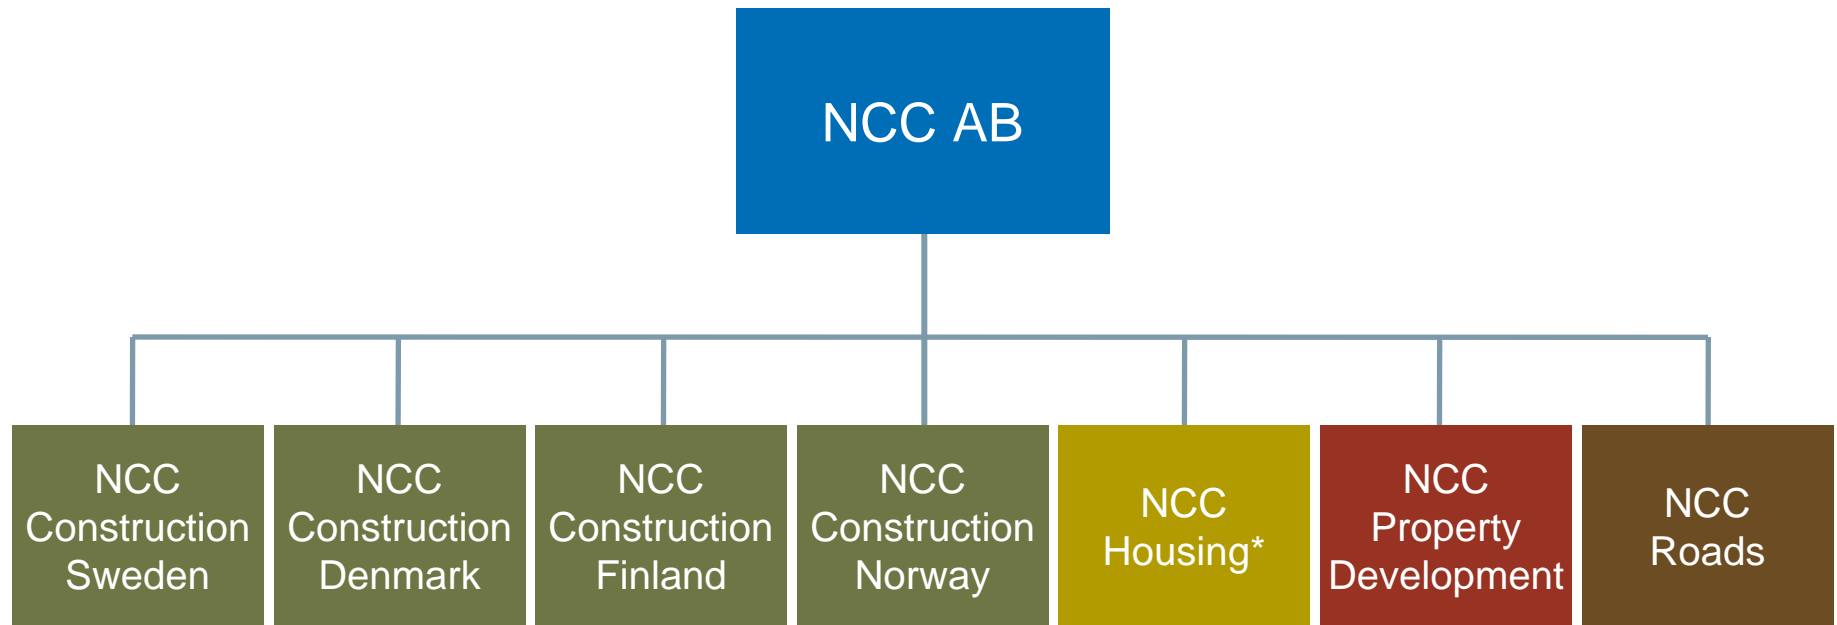 NCC AB
NCC
Construction
Sweden
NCC
Construction
Denmark
NCC
Construction
Finland
NCC
Construction
Norway
NCC
Housing*
NCC
Property
Development
NCC
Roads